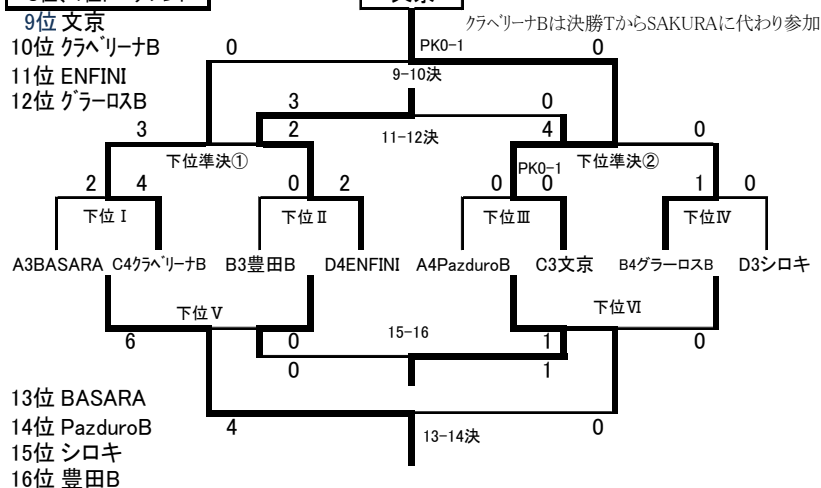 文京
9位 文京
クラベリーナBは決勝TからSAKURAに代わり参加
10位 クラベリーナB
0 PK0-1 0
9-10決
11位 ENFINI
12位 グラーロスB
3 0
11-12決
3 2 4 0
下位準決① 下位準決②
PK0-1
2 4 0 2 0 0 1 0
下位Ⅰ 下位Ⅱ 下位Ⅲ 下位Ⅳ
A3BASARA C4クラベリーナB B3豊田B D4ENFINI A4PazduroB C3文京 B4グラーロスB D3シロキ
下位Ⅴ 下位Ⅵ
15-16
6 0 1 0
0 1
13位 BASARA
14位 PazduroB
4 13-14決 0
15位 シロキ
16位 豊田B